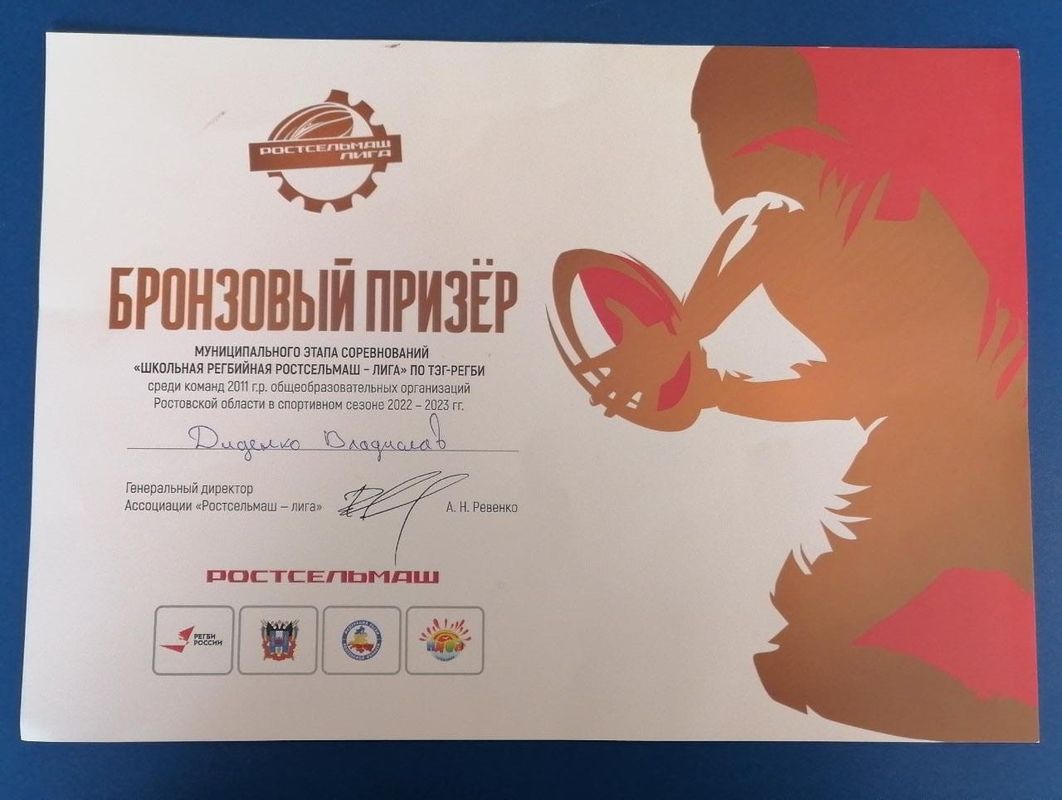 РОСТСЕЛЬМАШ
ЛИГА
БРОНЗОВЫЙ ПРИЗЁР
МУНИЦИПАЛЬНОГО ЭТАПА СОРЕВНОВАНИЙ
«ШКОЛЬНАЯ РЕГБИЙНАЯ РОСТСЕЛЬМАШ – ЛИГА» ПО ТЭГ-РЕГБИ
среди команд 2011 г.р. общеобразовательных организаций
Ростовской области в спортивном сезоне 2022 – 2023 гг.
Диденко Владислав
Генеральный директор
Ассоциации «Ростсельмаш – лига»
А. Н. Ревенко
РОСТСЕЛЬМАШ
РЕГБИ
РОССИИ